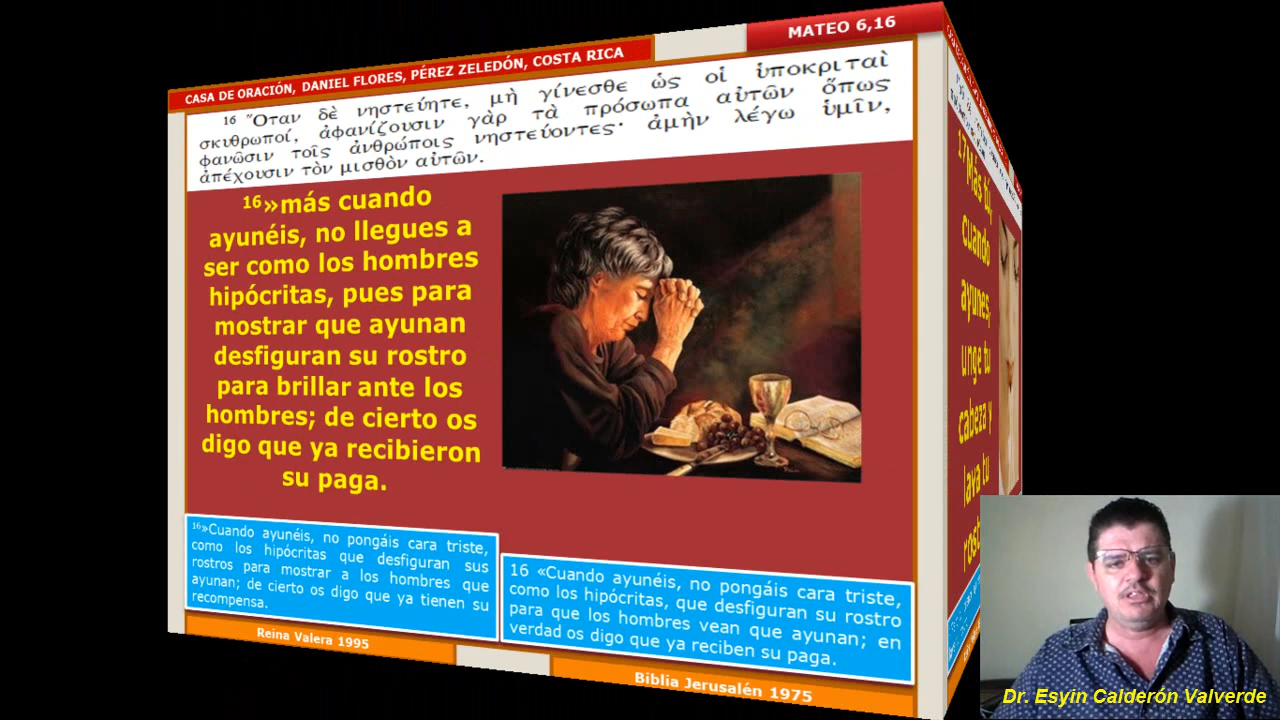 CASA DE ORACIÓN, DANIEL FLORES, PÉREZ ZELEDÓN, COSTA RICA
MATEO 6,16
16 Ὅταν δὲ νηστεύητε, μὴ γίνεσθε ὡς οἱ ὑποκριταὶ
σκυθρωποί, ἀφανίζουσιν γὰρ τὰ πρόσωπα αὐτῶν ὅπως
φανῶσιν τοῖς ἀνθρώποις νηστεύοντες· ἀμὴν λέγω ὑμῖν,
ἀπέχουσιν τὸν μισθὸν αὐτῶν.
16»más cuando
ayunéis, no llegues a
ser como los hombres
hipócritas, pues para
mostrar que ayunan
desfiguran su rostro
para brillar ante los
hombres; de cierto os
digo que ya recibieron
su paga.
16»Cuando ayunéis, no pongáis cara triste,
como los hipócritas que desfiguran sus
rostros para mostrar a los hombres que
ayunan; de cierto os digo que ya tienen su
recompensa.
Reina Valera 1995
16 «Cuando ayunéis, no pongáis cara triste,
como los hipócritas, que desfiguran su rostro
para que los hombres vean que ayunan; en
verdad os digo que ya reciben su paga.
Biblia Jerusalén 1975
17Más tú,
cuando
ayunes,
unge tu
cabeza y
lava tu
Dr. Esyin Calderón Valverde